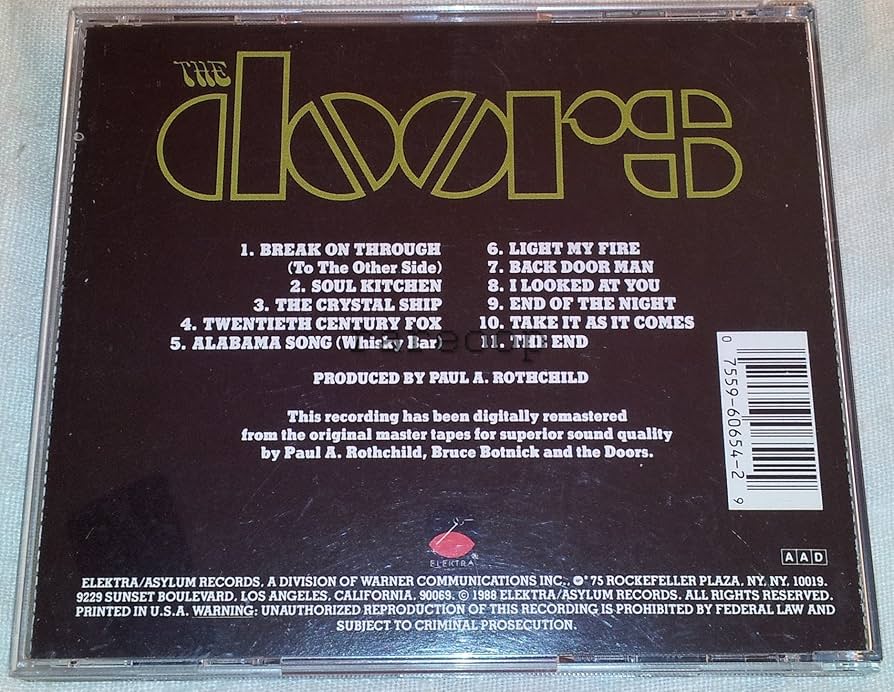 THE
doors
1. BREAK ON THROUGH
(To The Other Side)
2. SOUL KITCHEN
3. THE CRYSTAL SHIP
4. TWENTIETH CENTURY FOX
5. ALABAMA SONG (Whisky Bar)
6. LIGHT MY FIRE
7. BACK DOOR MAN
8. I LOOKED AT YOU
9. END OF THE NIGHT
10. TAKE IT AS IT COMES
11. THE END
PRODUCED BY PAUL A. ROTHCHILD
This recording has been digitally remastered
from the original master tapes for superior sound quality
by Paul A. Rothchild, Bruce Botnick and the Doors.
0 7559-60654-2 9
ELEKTRA ®
AAD
ELEKTRA/ASYLUM RECORDS, A DIVISION OF WARNER COMMUNICATIONS INC., 75 ROCKEFELLER PLAZA, NY, NY. 10019.
9229 SUNSET BOULEVARD, LOS ANGELES, CALIFORNIA. 90069. © 1988 ELEKTRA/ASYLUM RECORDS. ALL RIGHTS RESERVED.
PRINTED IN U.S.A. WARNING: UNAUTHORIZED REPRODUCTION OF THIS RECORDING IS PROHIBITED BY FEDERAL LAW AND
SUBJECT TO CRIMINAL PROSECUTION.